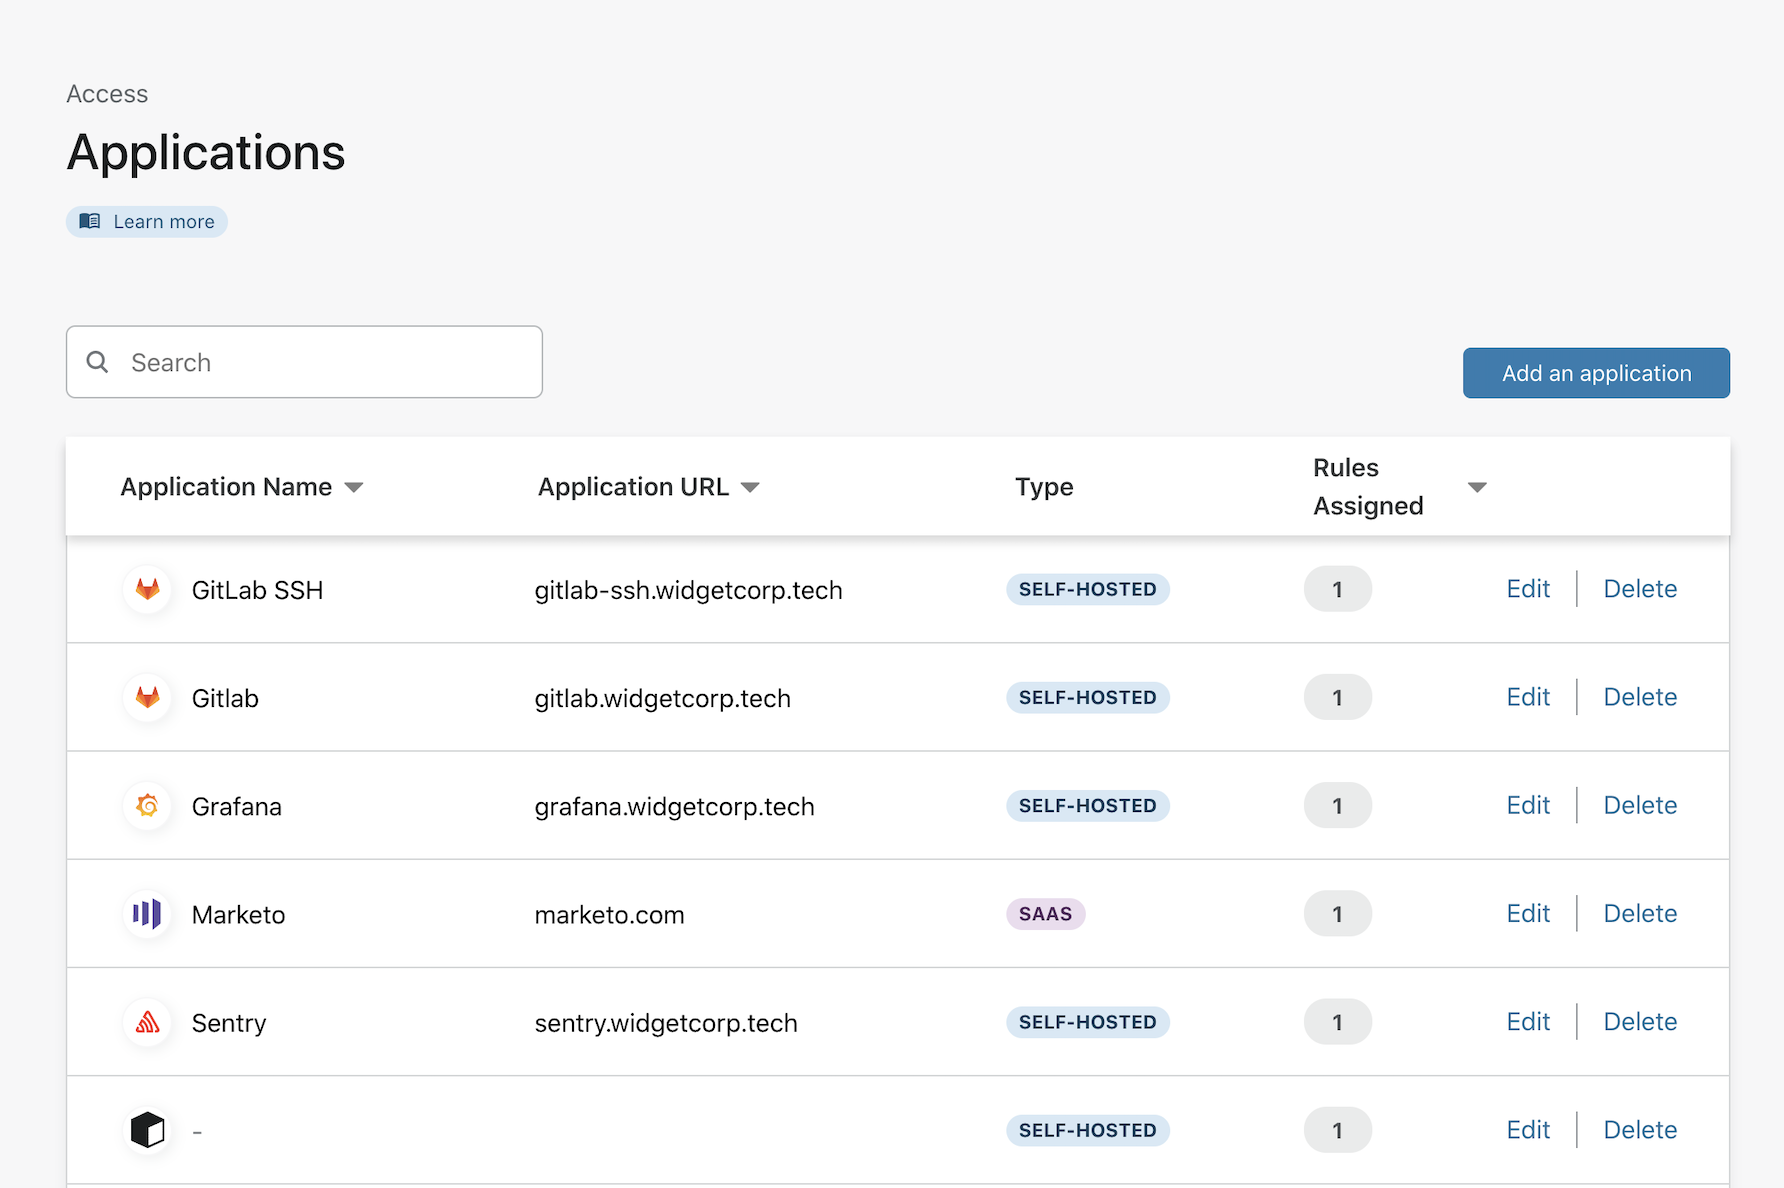 Access
Applications
Learn more
Search
Add an application
Application Name
Application URL
Type
Rules
Assigned
GitLab SSH gitlab-ssh.widgetcorp.tech SELF-HOSTED 1 Edit Delete
Gitlab gitlab.widgetcorp.tech SELF-HOSTED 1 Edit Delete
Grafana grafana.widgetcorp.tech SELF-HOSTED 1 Edit Delete
Marketo marketo.com SAAS 1 Edit Delete
Sentry sentry.widgetcorp.tech SELF-HOSTED 1 Edit Delete
- SELF-HOSTED 1 Edit Delete